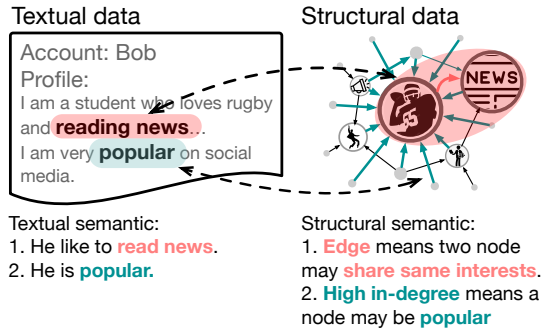 Textual data
Account: Bob
Profile:
I am a student who loves rugby
and reading news...
I am very popular on social
media.
Textual semantic:
1. He like to read news.
2. He is popular.
Structural data
NEWS
Structural semantic:
1. Edge means two node
may share same interests.
2. High in-degree means a
node may be popular